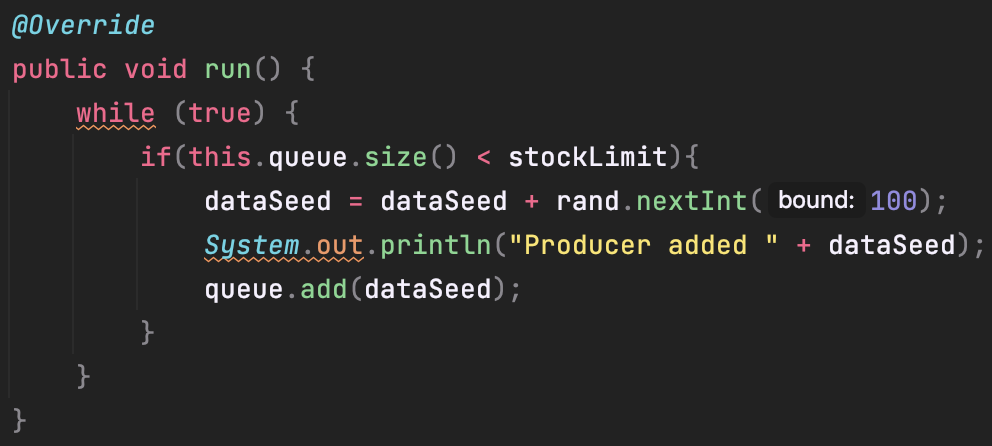 @Override
public void run() {
    while (true) {
        if(this.queue.size() < stockLimit){
            dataSeed = dataSeed + rand.nextInt( bound: 100);
            System.out.println("Producer added " + dataSeed);
            queue.add(dataSeed);
        }
    }
}